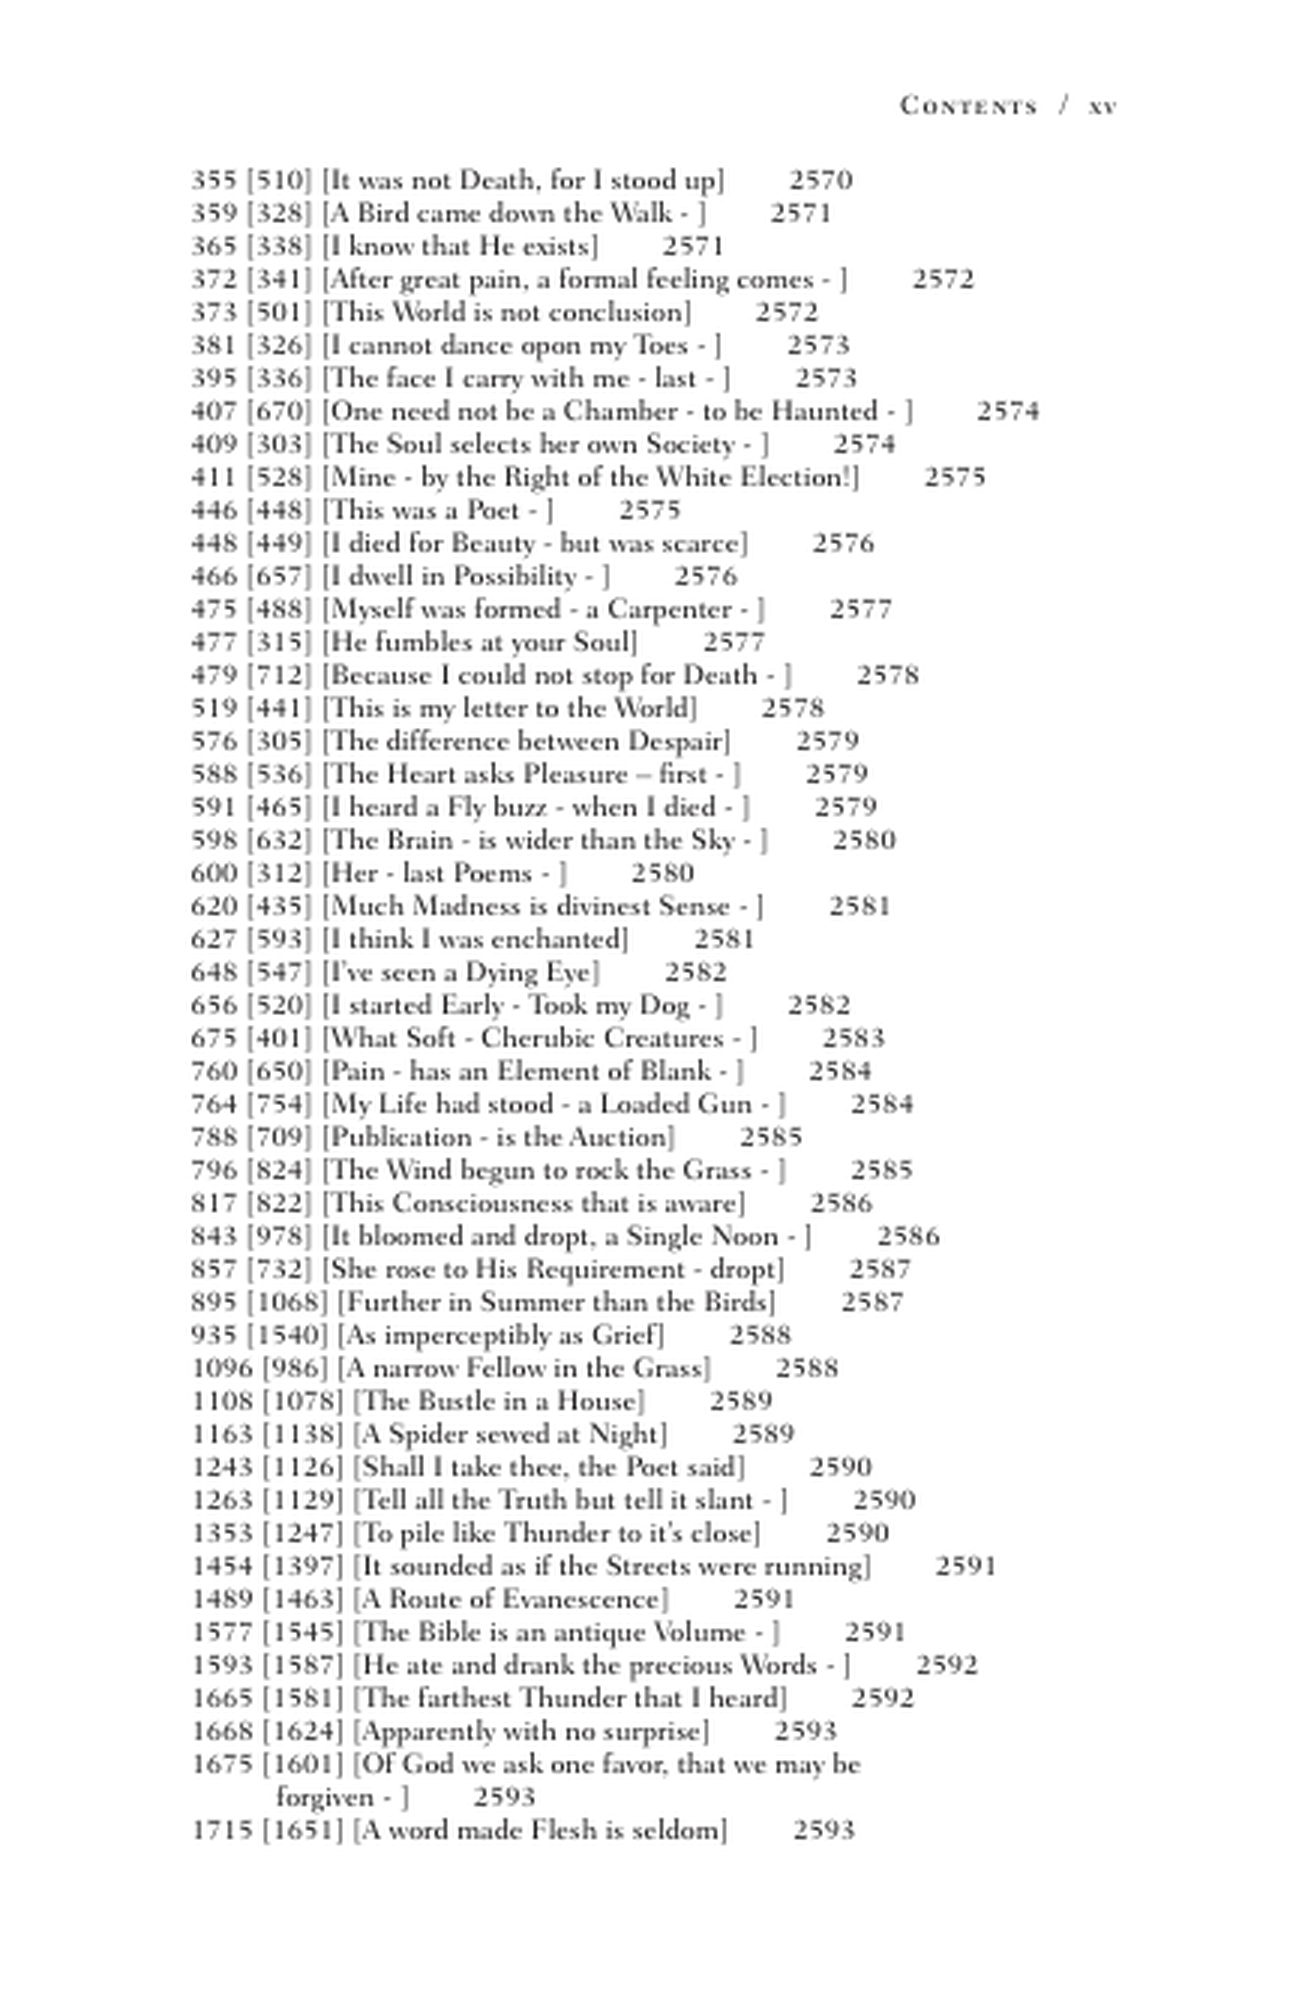 Contents / xv
355 [510] [It was not Death, for I stood up] 2570
359 [328] [A Bird came down the Walk - ] 2571
365 [338] [I know that He exists] 2571
372 [341] [After great pain, a formal feeling comes - ] 2572
373 [501] [This World is not conclusion] 2572
381 [326] [I cannot dance opon my Toes - ] 2573
395 [336] [The face I carry with me - last - ] 2573
407 [670] [One need not be a Chamber - to be Haunted - ] 2574
409 [303] [The Soul selects her own Society - ] 2574
411 [528] [Mine - by the Right of the White Election!] 2575
446 [448] [This was a Poet - ] 2575
448 [449] [I died for Beauty - but was scarce] 2576
466 [657] [I dwell in Possibility - ] 2576
475 [488] [Myself was formed - a Carpenter - ] 2577
477 [315] [He fumbles at your Soul] 2577
479 [712] [Because I could not stop for Death - ] 2578
519 [441] [This is my letter to the World] 2578
576 [305] [The difference between Despair] 2579
588 [536] [The Heart asks Pleasure – first - ] 2579
591 [465] [I heard a Fly buzz - when I died - ] 2579
598 [632] [The Brain - is wider than the Sky - ] 2580
600 [312] [Her - last Poems - ] 2580
620 [435] [Much Madness is divinest Sense - ] 2581
627 [593] [I think I was enchanted] 2581
648 [547] [I've seen a Dying Eye] 2582
656 [520] [I started Early - Took my Dog - ] 2582
675 [401] [What Soft - Cherubic Creatures - ] 2583
760 [650] [Pain - has an Element of Blank - ] 2584
764 [754] [My Life had stood - a Loaded Gun - ] 2584
788 [709] [Publication - is the Auction] 2585
796 [824] [The Wind begun to rock the Grass - ] 2585
817 [822] [This Consciousness that is aware] 2586
843 [978] [It bloomed and dropt, a Single Noon - ] 2586
857 [732] [She rose to His Requirement - dropt] 2587
895 [1068] [Further in Summer than the Birds] 2587
935 [1540] [As imperceptibly as Grief] 2588
1096 [986] [A narrow Fellow in the Grass] 2588
1108 [1078] [The Bustle in a House] 2589
1163 [1138] [A Spider sewed at Night] 2589
1243 [1126] [Shall I take thee, the Poet said] 2590
1263 [1129] [Tell all the Truth but tell it slant - ] 2590
1353 [1247] [To pile like Thunder to it's close] 2590
1454 [1397] [It sounded as if the Streets were running] 2591
1489 [1463] [A Route of Evanescence] 2591
1577 [1545] [The Bible is an antique Volume - ] 2591
1593 [1587] [He ate and drank the precious Words - ] 2592
1665 [1581] [The farthest Thunder that I heard] 2592
1668 [1624] [Apparently with no surprise] 2593
1675 [1601] [Of God we ask one favor, that we may be
forgiven - ] 2593
1715 [1651] [A word made Flesh is seldom] 2593